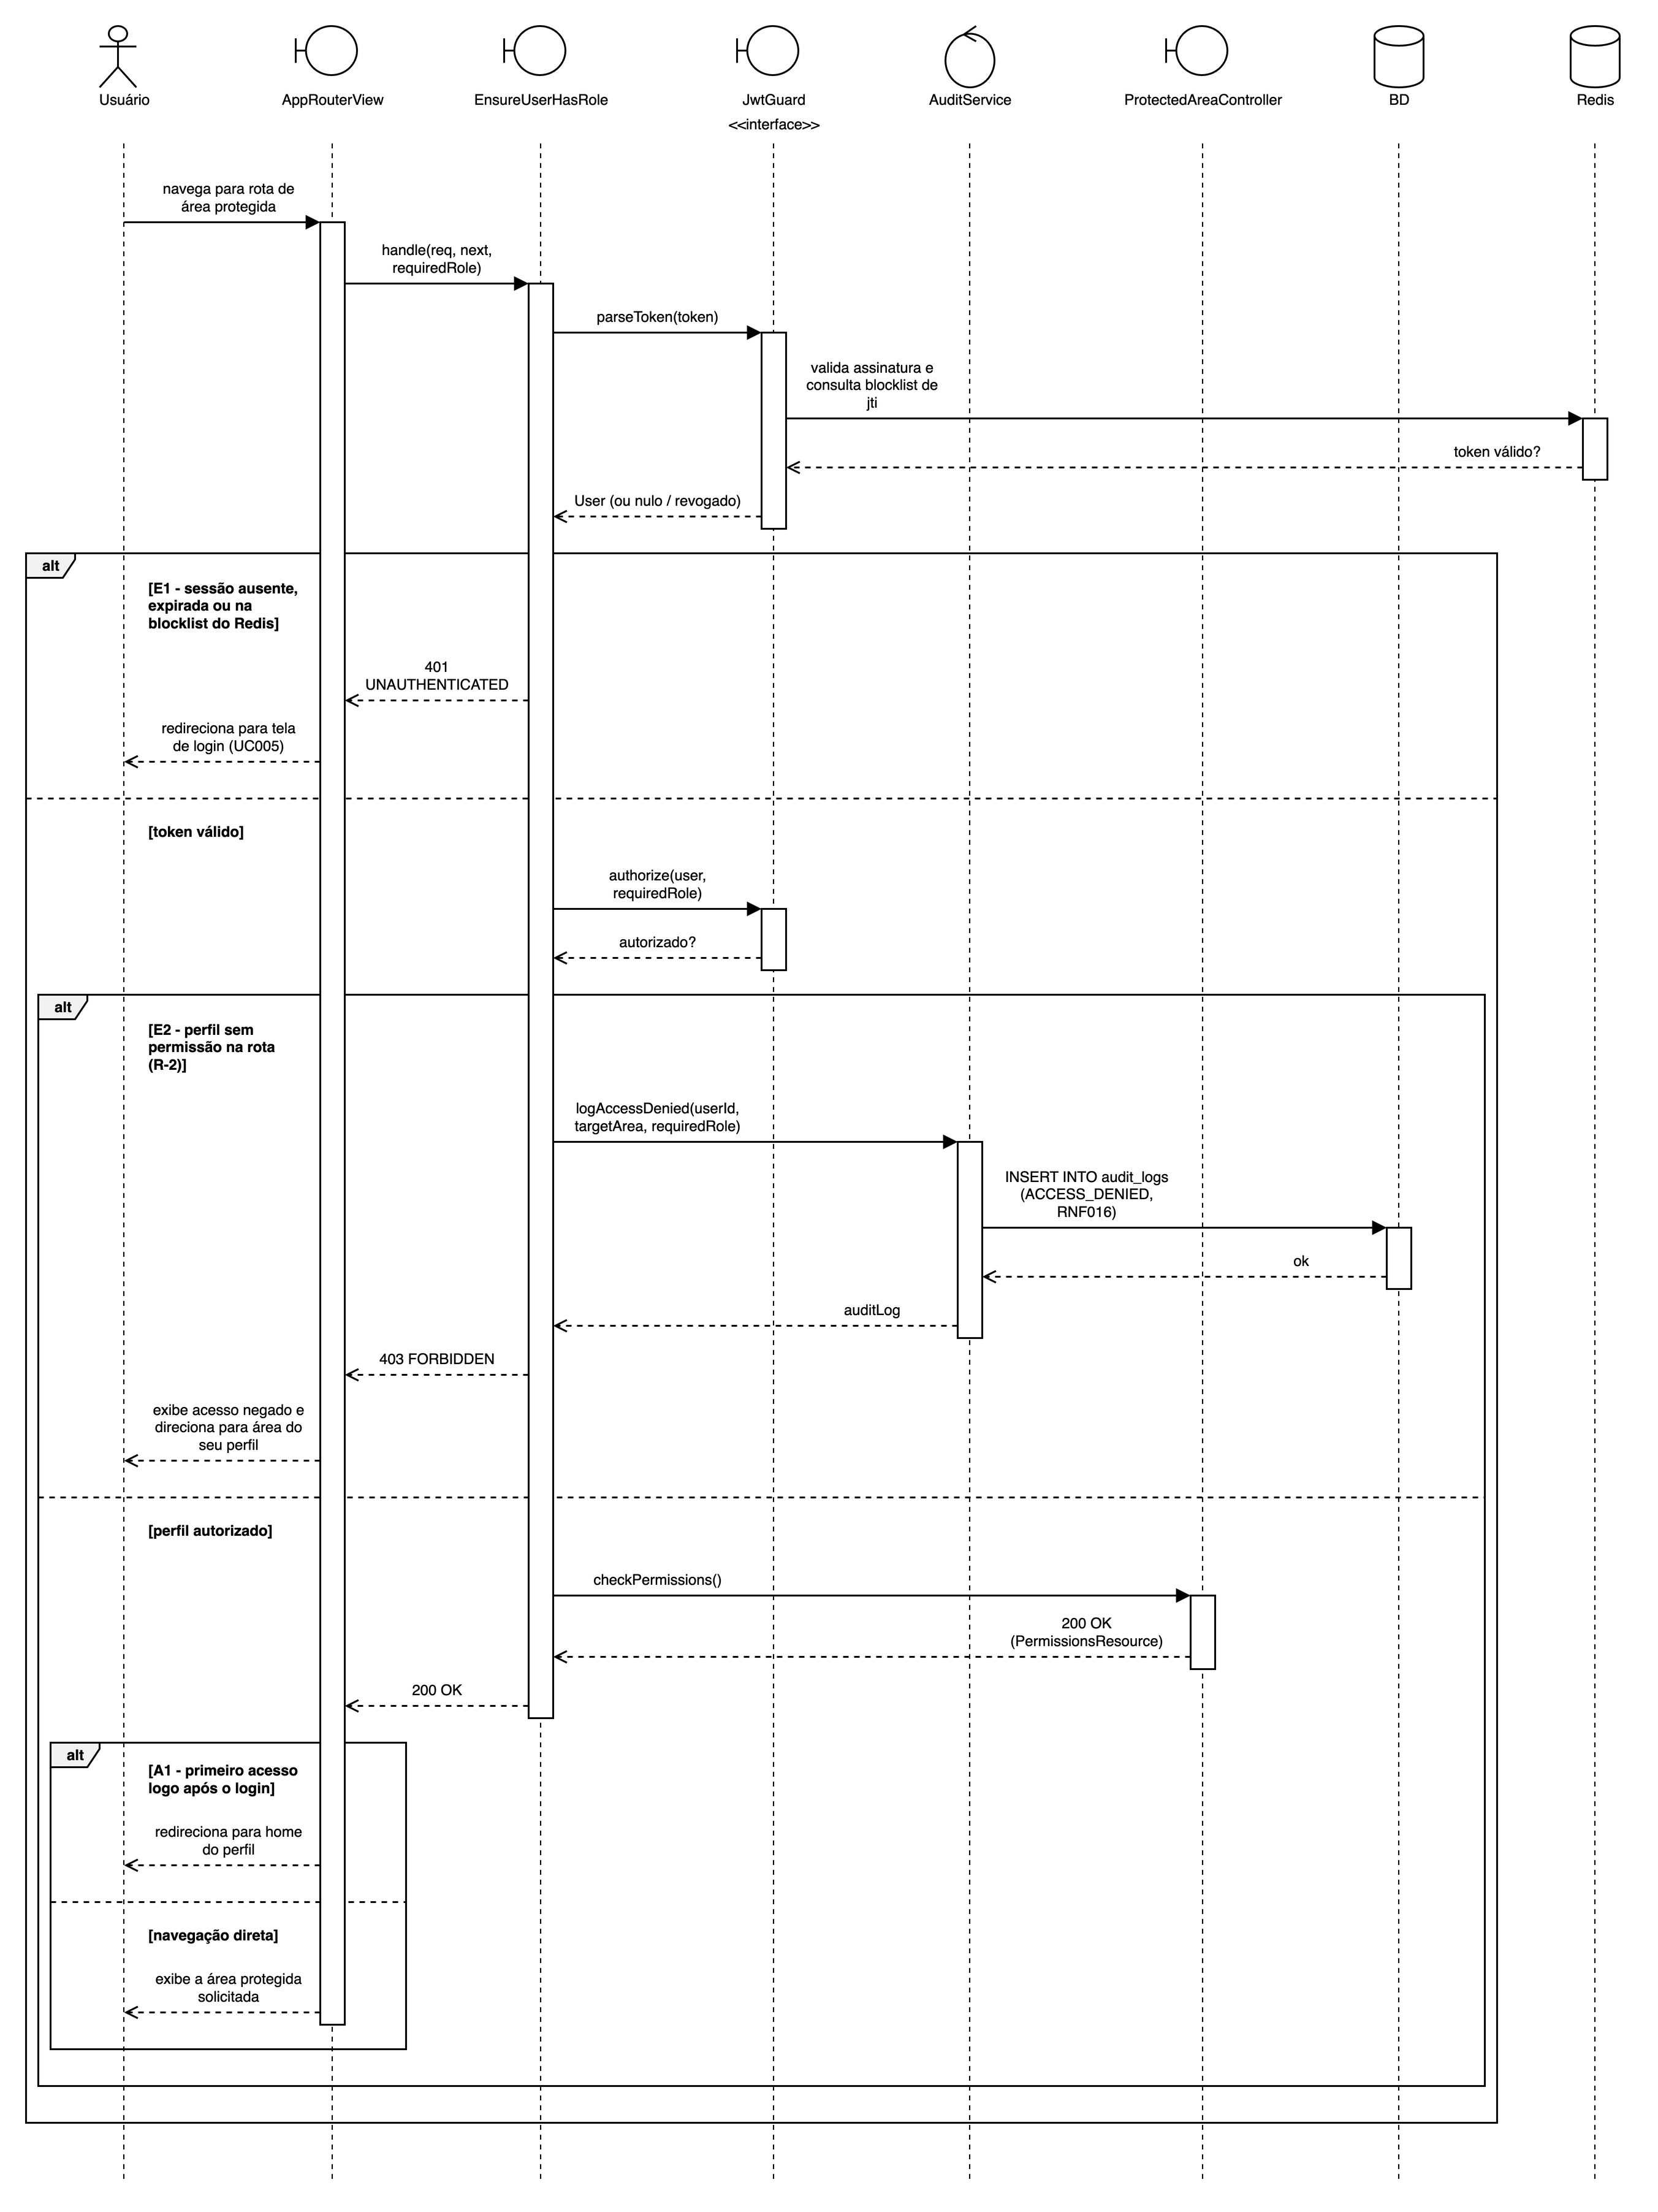 Usuário
AppRouterView
EnsureUserHasRole
JwtGuard
<<interface>>
AuditService
ProtectedAreaController
BD
Redis
navega para rota de
área protegida
handle(req, next,
requiredRole)
parseToken(token)
valida assinatura e
consulta blocklist de
jti
token válido?
User (ou nulo / revogado)
alt
[E1 - sessão ausente,
expirada ou na
blocklist do Redis]
401
UNAUTHENTICATED
redireciona para tela
de login (UC005)
[token válido]
authorize(user,
requiredRole)
autorizado?
alt
[E2 - perfil sem
permissão na rota
(R-2)]
logAccessDenied(userId,
targetArea, requiredRole)
INSERT INTO audit_logs
(ACCESS_DENIED,
RNF016)
ok
auditLog
403 FORBIDDEN
exibe acesso negado e
direciona para área do
seu perfil
[perfil autorizado]
checkPermissions()
200 OK
(PermissionsResource)
200 OK
alt
[A1 - primeiro acesso
logo após o login]
redireciona para home
do perfil
[navegação direta]
exibe a área protegida
solicitada